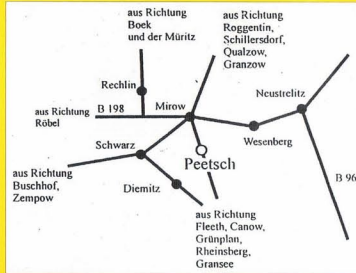 aus Richtung
Boek
und der Müritz
aus Richtung
Roggentin,
Schillersdorf,
Qualzow,
Granzow
Rechlin
Neustrelitz
B 198
Mirow
aus Richtung
Röbel
Wesenberg
Schwarz
Peetsch
aus Richtung
Buschhof,
Zempow
Diemitz
B 96
aus Richtung
Fleeth, Canow,
Grünplan,
Rheinsberg,
Gransee